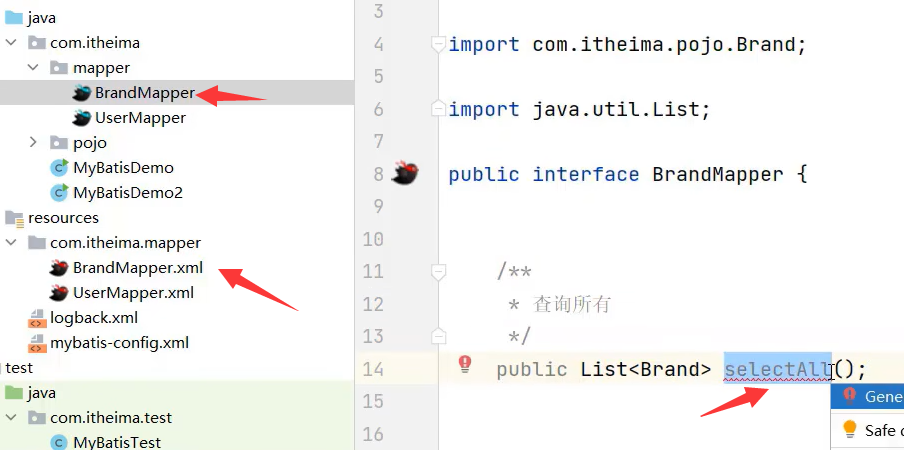 java
com.itheima
mapper
BrandMapper
UserMapper
pojo
MyBatisDemo
MyBatisDemo2
resources
com.itheima.mapper
BrandMapper.xml
UserMapper.xml
logback.xml
mybatis-config.xml
test
java
com.itheima.test
MyBatisTest
3
4 import com.itheima.pojo.Brand;
5
6 import java.util.List;
7
8 public interface BrandMapper {
9
10
11 /**
12 * 查询所有
13 */
14 public List<Brand> selectAll();
15
16
Gene
Safe